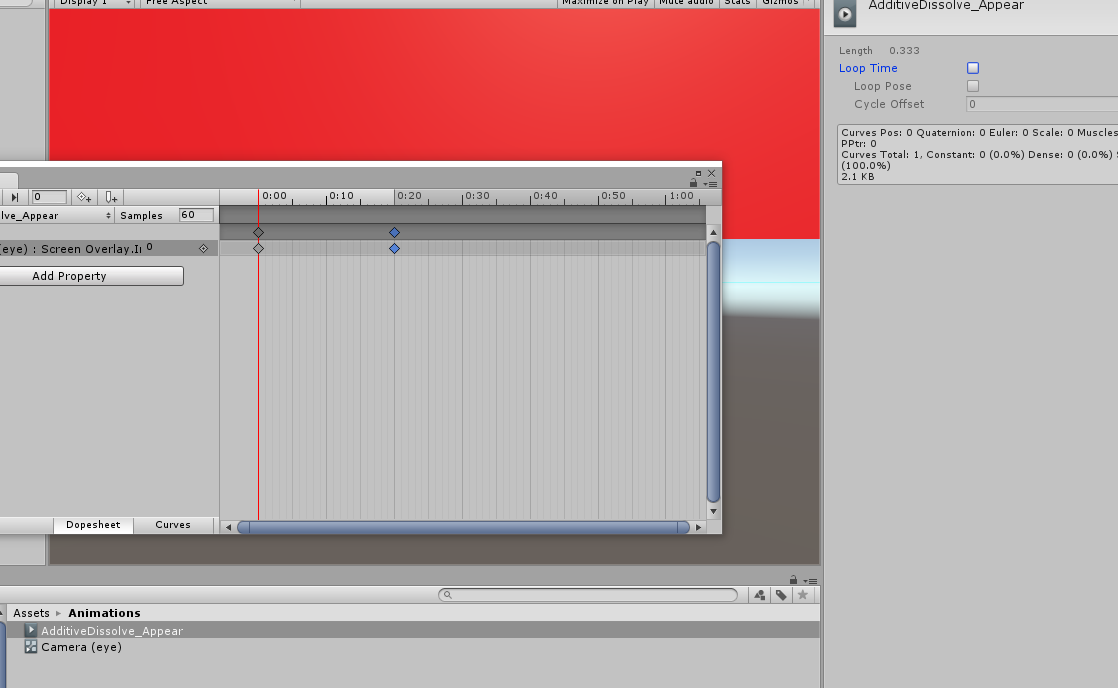 Display 1
Free Aspect
Maximize on Play
Mute audio
Stats
Gizmos
AdditiveDissolve_Appear
Length 0.333
Loop Time
Loop Pose
Cycle Offset 0
Curves Pos: 0 Quaternion: 0 Euler: 0 Scale: 0 Muscles
PPtr: 0
Curves Total: 1, Constant: 0 (0.0%) Dense: 0 (0.0%) S
(100.0%)
2.1 KB
0
0:00 0:10 0:20 0:30 0:40 0:50 1:00
lve_Appear
Samples 60
(eye) : Screen Overlay.In 0
Add Property
Dopesheet
Curves
Assets
Animations
AdditiveDissolve_Appear
Camera (eye)